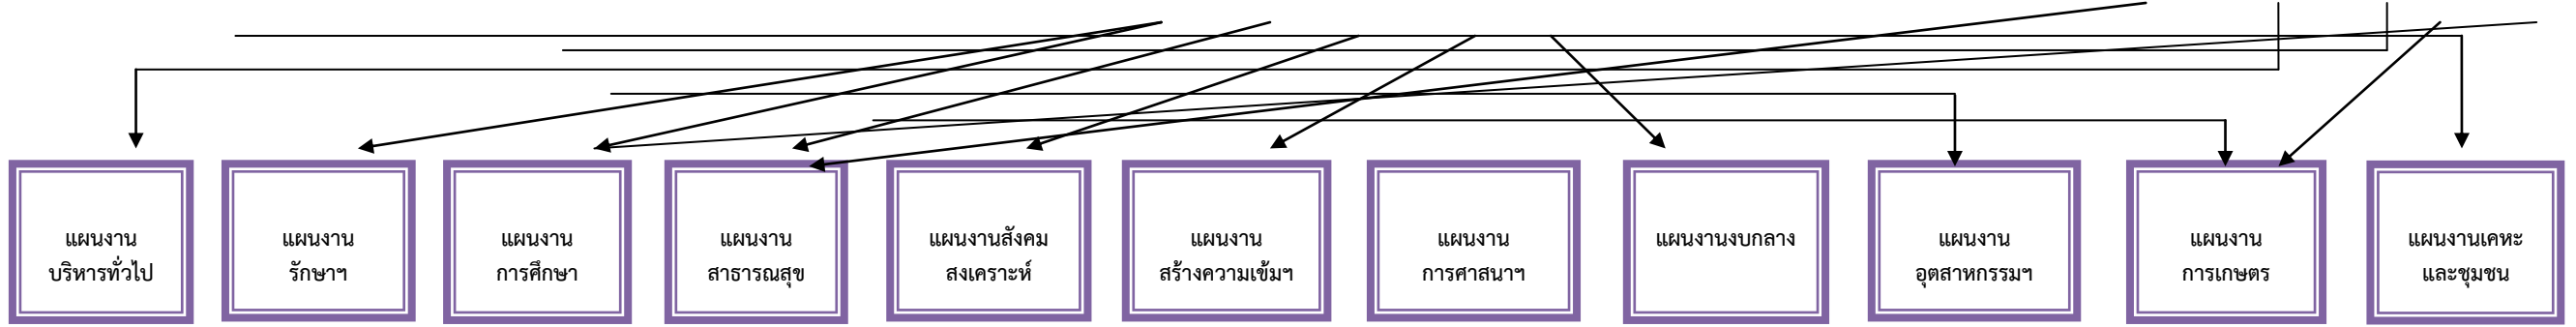 แผนงาน
บริหารทั่วไป
แผนงาน
รักษาฯ
แผนงาน
การศึกษา
แผนงาน
สาธารณสุข
แผนงานสังคม
สงเคราะห์
แผนงาน
สร้างความเข้มฯ
แผนงาน
การศาสนาฯ
แผนงานงบกลาง
แผนงาน
อุตสาหกรรมฯ
แผนงาน
การเกษตร
แผนงานเคหะ
และชุมชน